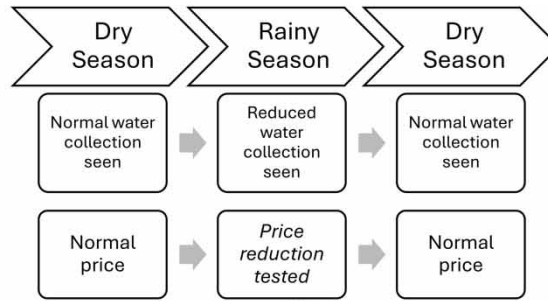 Dry
Season
Rainy
Season
Dry
Season
Normal water
collection
seen
Reduced
water
collection
seen
Normal water
collection
seen
Normal
price
Price
reduction
tested
Normal
price